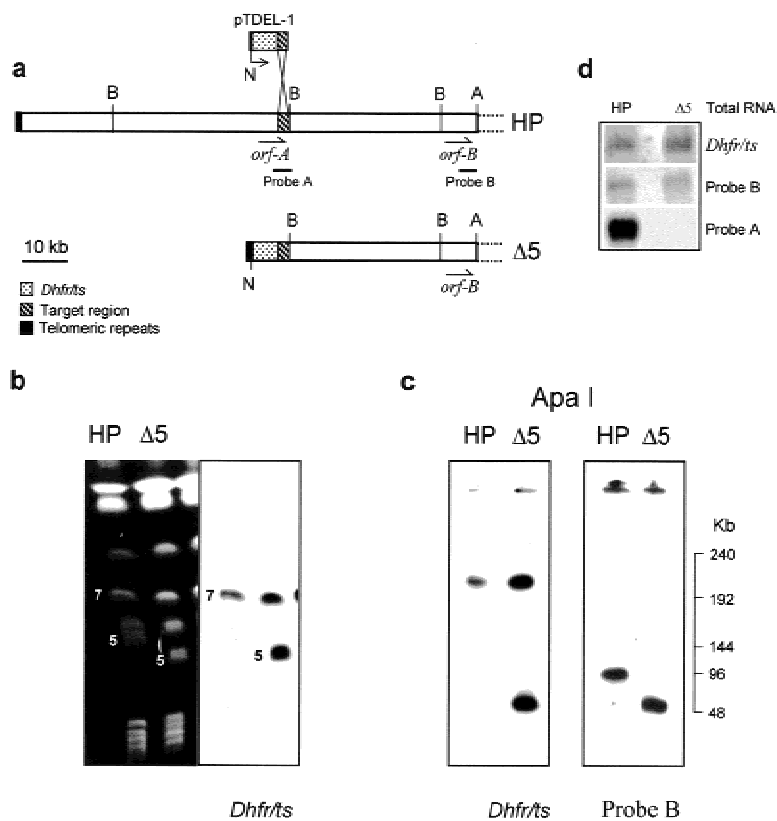 pTDEL-1
a
d
N
B B B A
HP Δ5 Total RNA
HP
Dhfr/ts
orf-A orf-B
Probe A Probe B
Probe B
Probe A
B B A
10 kb
Δ5
N
orf-B
Dhfr/ts
Target region
Telomeric repeats
b
c
Apa I
HP Δ5
HP Δ5
HP Δ5
Kb
240
7
7
192
5
5
5
144
96
48
Dhfr/ts
Dhfr/ts
Probe B